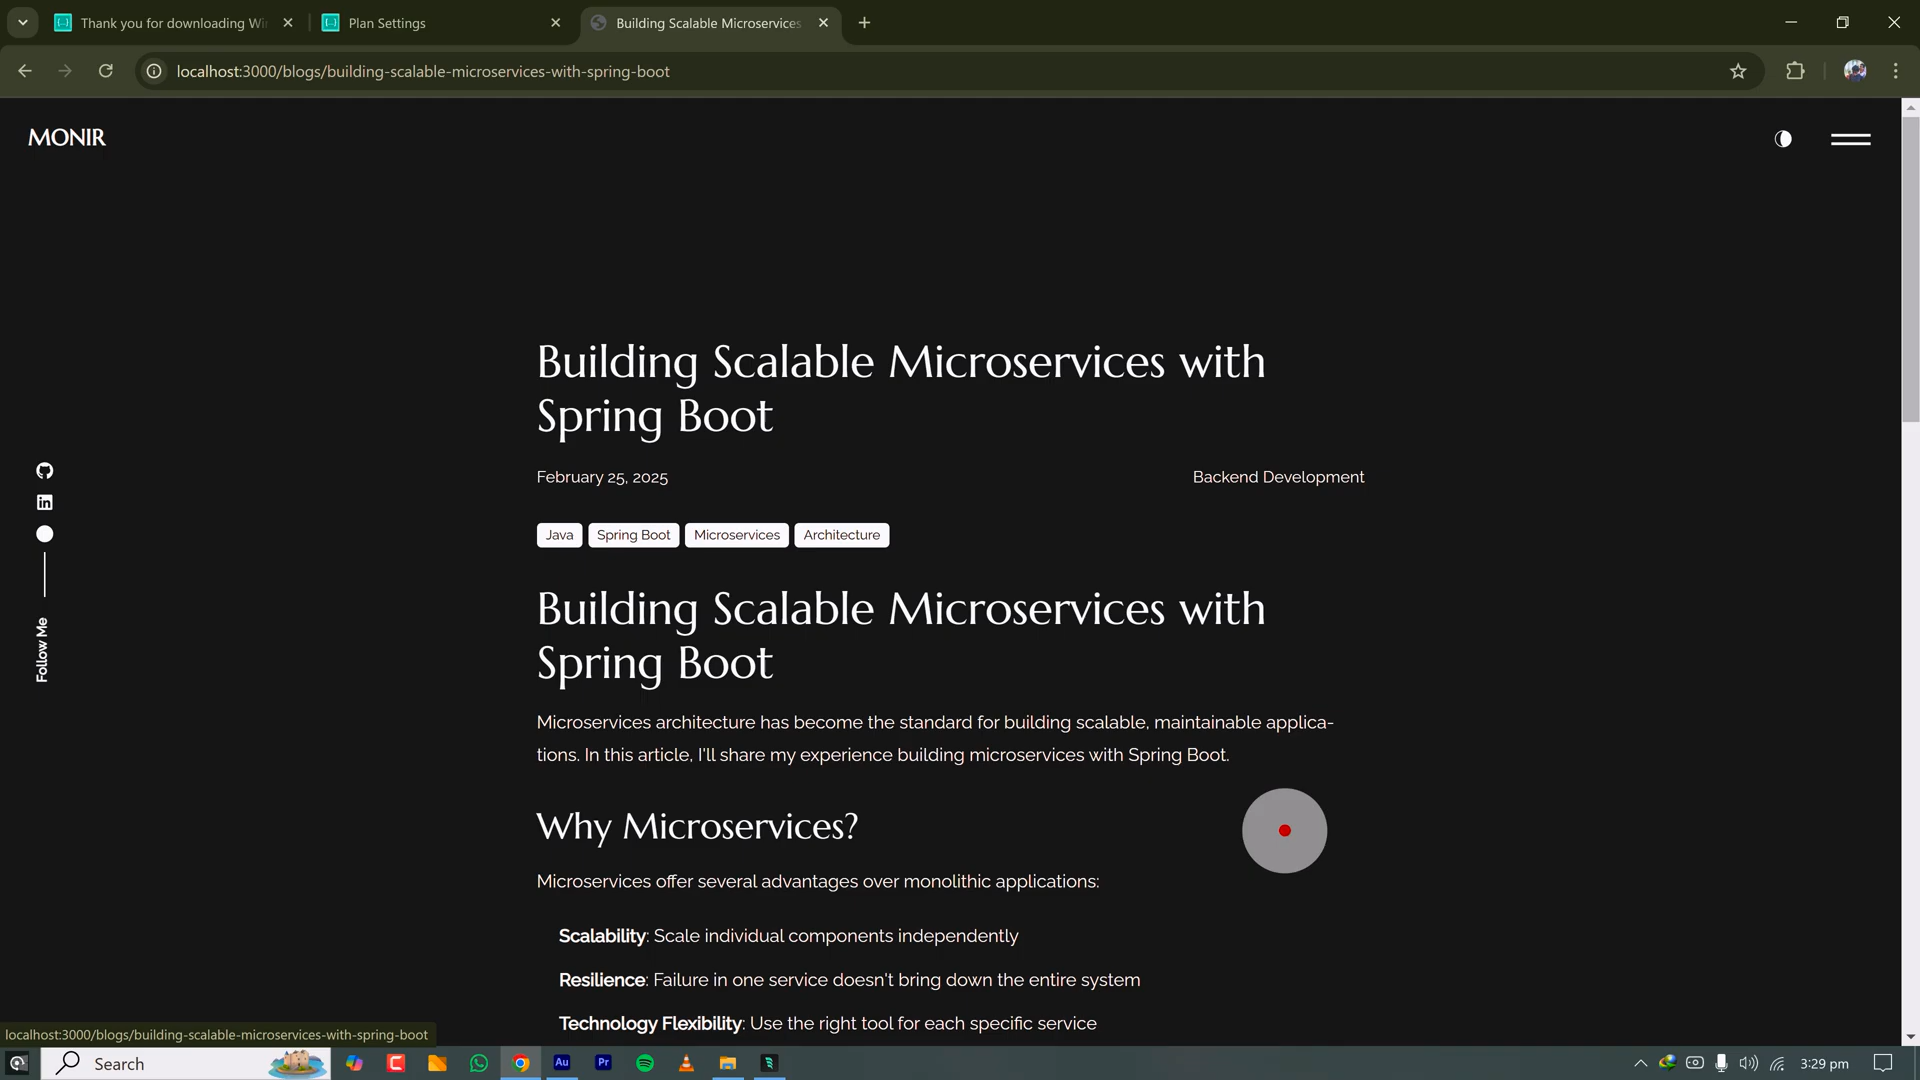 Thank you for downloading Wi
Plan Settings
Building Scalable Microservices
localhost:3000/blogs/building-scalable-microservices-with-spring-boot
MONIR
Building Scalable Microservices with
Spring Boot
February 25, 2025
Backend Development
Java
Spring Boot
Microservices
Architecture
Building Scalable Microservices with
Spring Boot
Microservices architecture has become the standard for building scalable, maintainable applica-
tions. In this article, I'll share my experience building microservices with Spring Boot.
Follow Me
Why Microservices?
Microservices offer several advantages over monolithic applications:
Scalability: Scale individual components independently
Resilience: Failure in one service doesn't bring down the entire system
Technology Flexibility: Use the right tool for each specific service
localhost:3000/blogs/building-scalable-microservices-with-spring-boot
Search
Au
Pr
3:29 pm